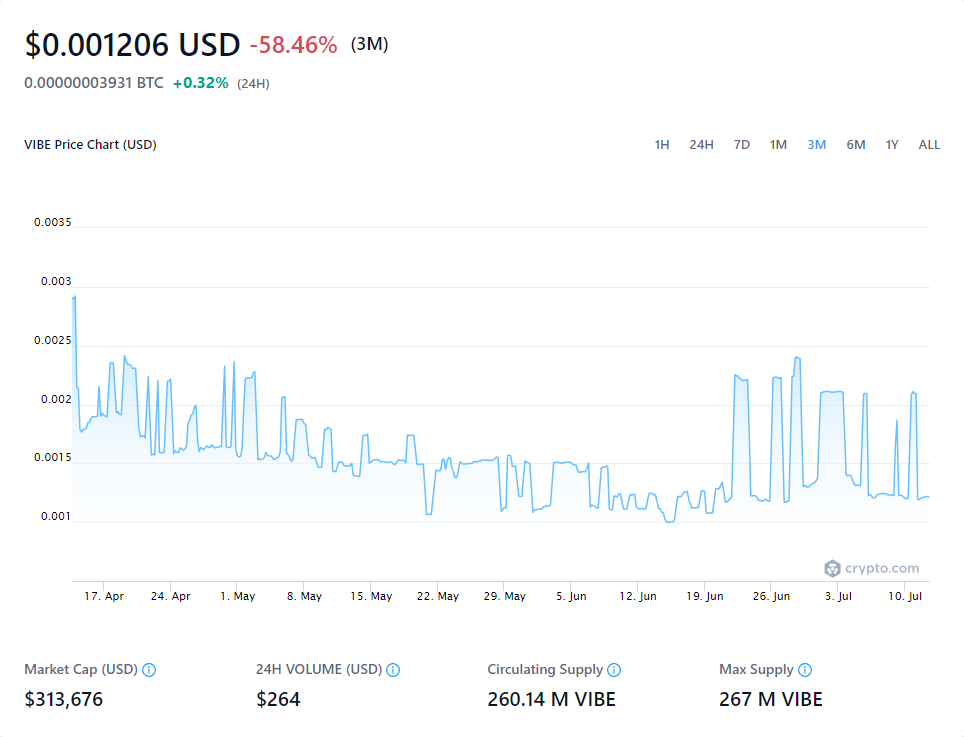 $0.001206 USD -58.46% (3M)
0.00000003931 BTC +0.32% (24H)
VIBE Price Chart (USD) 1H 24H 7D 1M 3M 6M 1Y ALL
0.0035
0.003
0.0025
0.002
0.0015
0.001
crypto.com
17. Apr 24. Apr 1. May 8. May 15. May 22. May 29. May 5. Jun 12. Jun 19. Jun 26. Jun 3. Jul 10. Jul
Market Cap (USD) 24H VOLUME (USD) Circulating Supply Max Supply
$313,676 $264 260.14 M VIBE 267 M VIBE